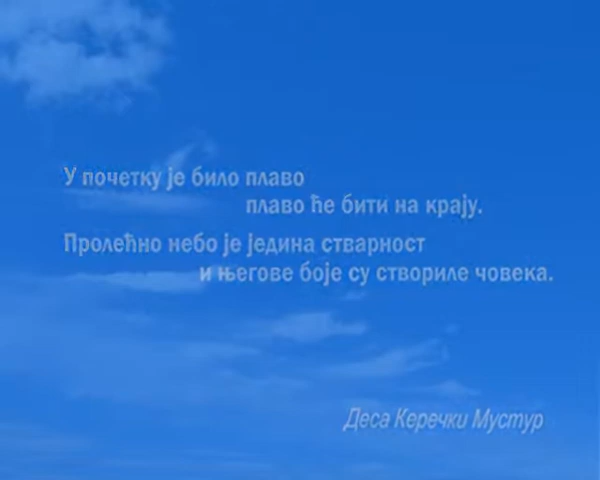 У почетку је било плаво
плаво ће бити на крају.
Пролећно небо је једина стварност
и његове боје су створиле човека.
Деса Керечки Мустур